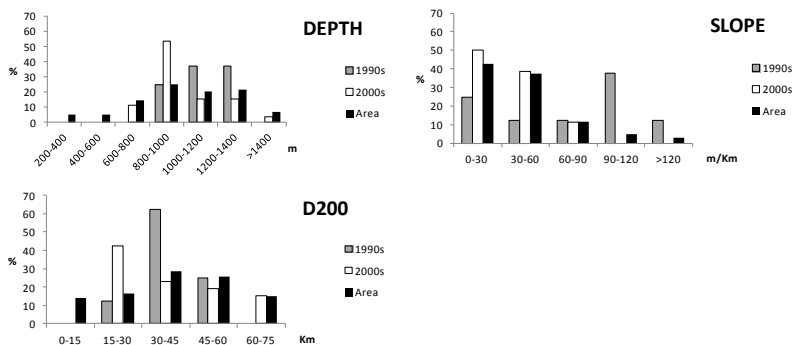 DEPTH
70
60
50
40
30
20
10
0
%
1990s
2000s
Area
200-400
400-600
600-800
800-1000
1000-1200
1200-1400
>1400
m
SLOPE
70
60
50
40
30
20
10
0
%
1990s
2000s
Area
0-30
30-60
60-90
90-120
>120
m/Km
D200
70
60
50
40
30
20
10
0
%
1990s
2000s
Area
0-15
15-30
30-45
45-60
60-75
Km